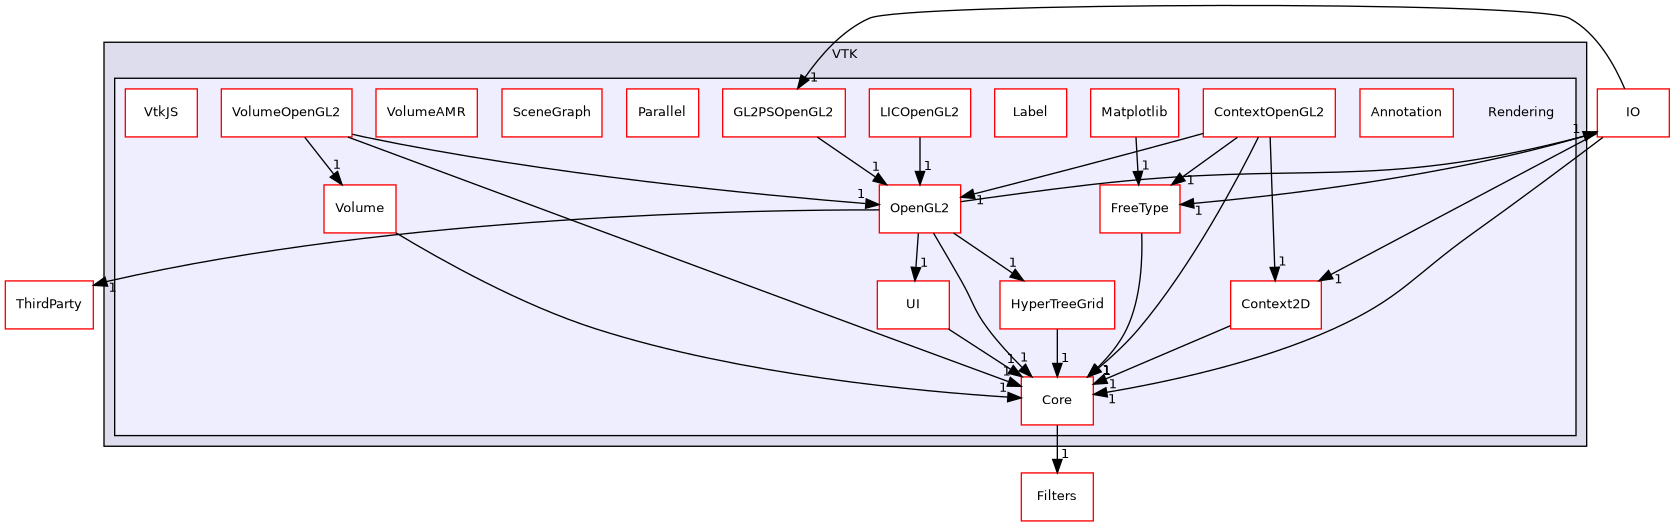 VTK
1
VtkJS
VolumeOpenGL2
VolumeAMR
SceneGraph
Parallel
GL2PSOpenGL2
LICOpenGL2
Label
Matplotlib
ContextOpenGL2
Annotation
Rendering
IO
1
1
1
1
1
1
1
1
1
Volume
OpenGL2
FreeType
1
1
1
1
1
ThirdParty
UI
HyperTreeGrid
Context2D
1
1
1
1
1
1
1
1
1
Core
1
Filters